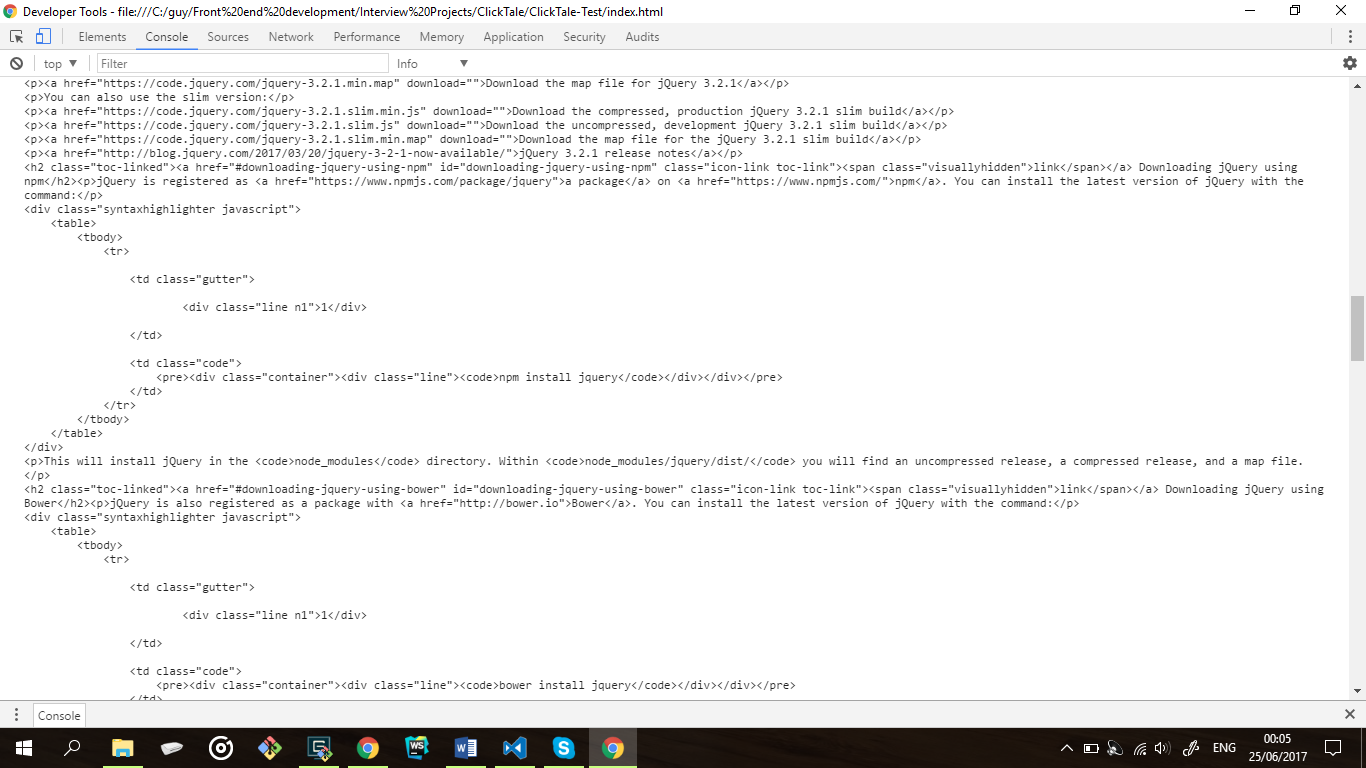 Developer Tools - file:///C:/guy/Front%20end%20development/Interview%20Projects/ClickTale/ClickTale-Test/index.html
Elements Console Sources Network Performance Memory Application Security Audits
top Filter Info
<p><a href="https://code.jquery.com/jquery-3.2.1.min.map" download="">Download the map file for jQuery 3.2.1</a></p>
<p>You can also use the slim version:</p>
<p><a href="https://code.jquery.com/jquery-3.2.1.slim.min.js" download="">Download the compressed, production jQuery 3.2.1 slim build</a></p>
<p><a href="https://code.jquery.com/jquery-3.2.1.slim.js" download="">Download the uncompressed, development jQuery 3.2.1 slim build</a></p>
<p><a href="https://code.jquery.com/jquery-3.2.1.slim.min.map" download="">Download the map file for the jQuery 3.2.1 slim build</a></p>
<p><a href="http://blog.jquery.com/2017/03/20/jquery-3-2-1-now-available/">jQuery 3.2.1 release notes</a></p>
<h2 class="toc-linked"><a href="#downloading-jquery-using-npm" id="downloading-jquery-using-npm" class="icon-link toc-link"><span class="visuallyhidden">link</span></a> Downloading jQuery using
npm</h2><p>jQuery is registered as <a href="https://www.npmjs.com/package/jquery">a package</a> on <a href="https://www.npmjs.com/">npm</a>. You can install the latest version of jQuery with the
command:</p>
<div class="syntaxhighlighter javascript">
<table>
<tbody>
<tr>
<td class="gutter">
<div class="line n1">1</div>
</td>
<td class="code">
<pre><div class="container"><div class="line"><code>npm install jquery</code></div></div></pre>
</td>
</tr>
</tbody>
</table>
</div>
<p>This will install jQuery in the <code>node_modules</code> directory. Within <code>node_modules/jquery/dist/</code> you will find an uncompressed release, a compressed release, and a map file.
</p>
<h2 class="toc-linked"><a href="#downloading-jquery-using-bower" id="downloading-jquery-using-bower" class="icon-link toc-link"><span class="visuallyhidden">link</span></a> Downloading jQuery using
Bower</h2><p>jQuery is also registered as a package with <a href="http://bower.io">Bower</a>. You can install the latest version of jQuery with the command:</p>
<div class="syntaxhighlighter javascript">
<table>
<tbody>
<tr>
<td class="gutter">
<div class="line n1">1</div>
</td>
<td class="code">
<pre><div class="container"><div class="line"><code>bower install jquery</code></div></div></pre>
</td>
Console
WS
ENG
00:05
25/06/2017